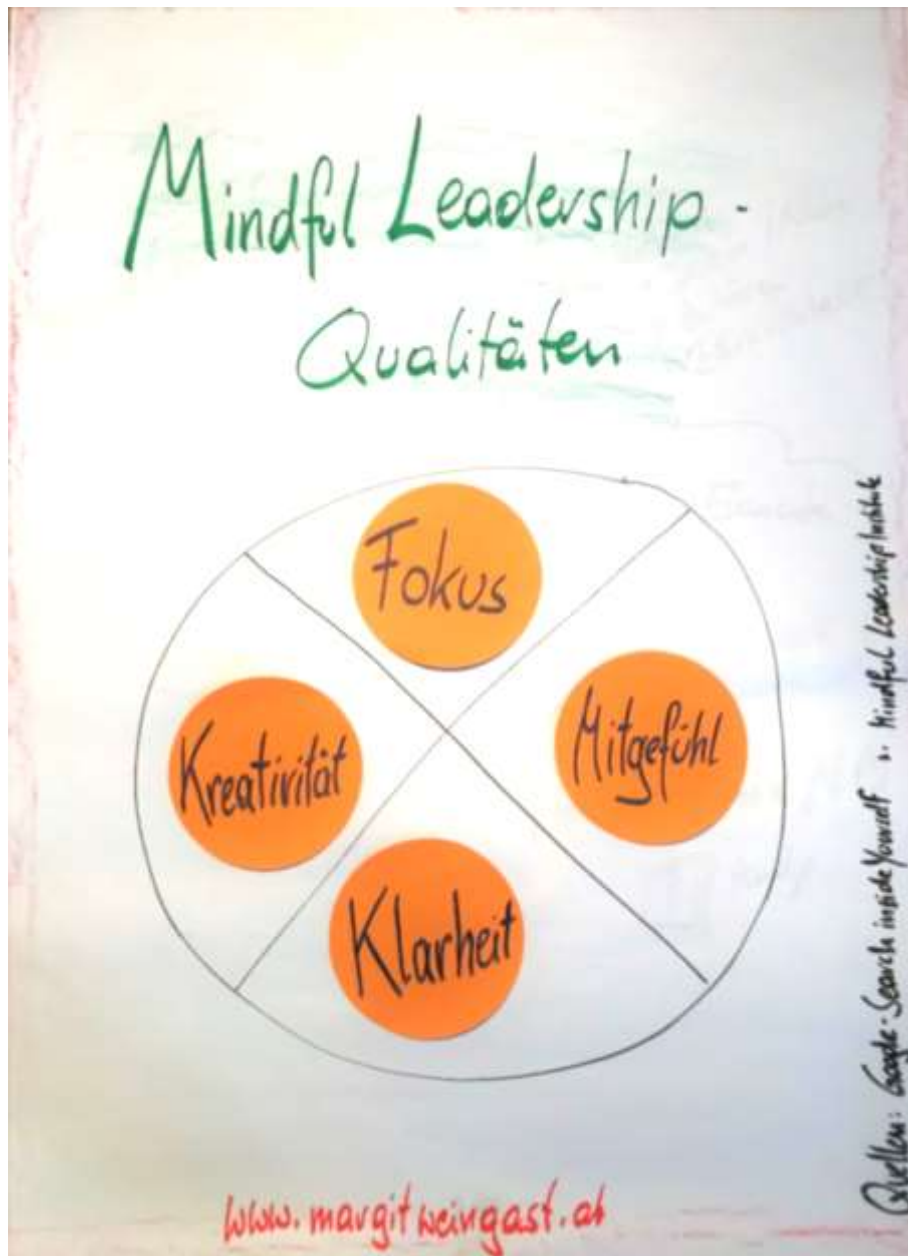 Mindful Leadership -
Qualitäten
Fokus
Kreativität
Mitgefühl
Klarheit
Quellen: Google - Search inside Yourself u. Mindful Leadership Institute
www.margitweingast.at